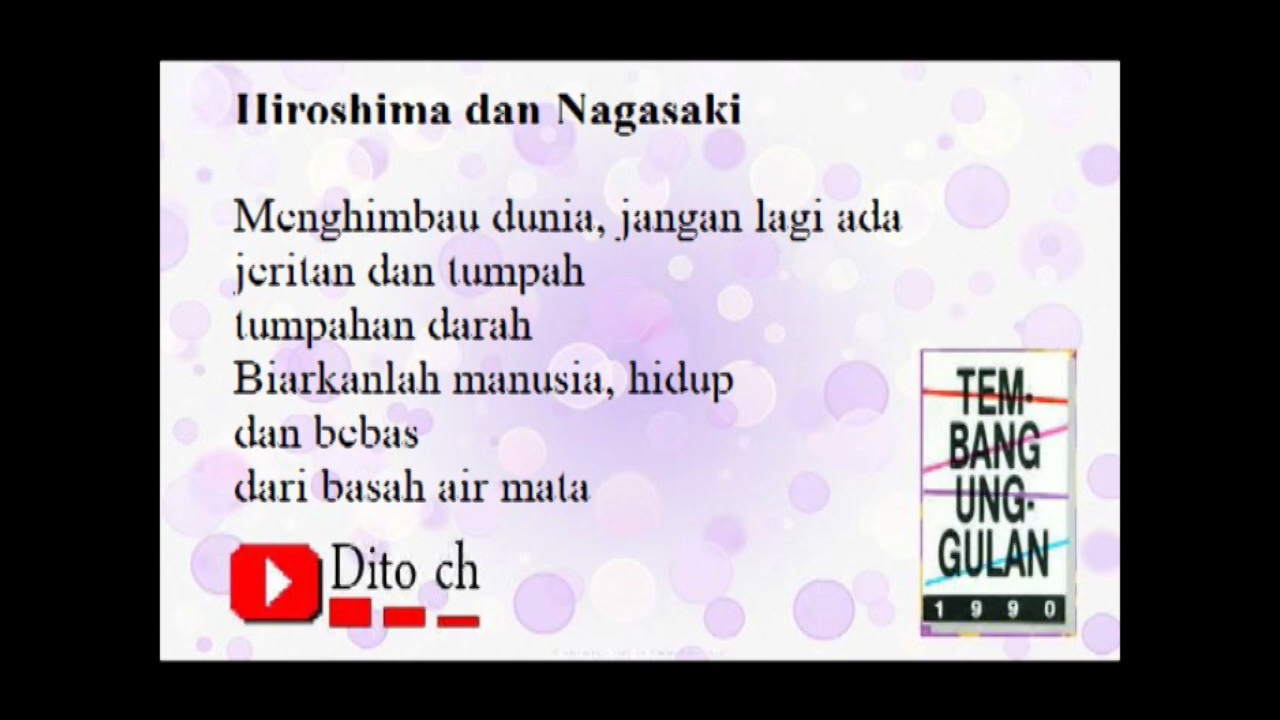 Hiroshima dan Nagasaki
Menghimbau dunia, jangan lagi ada
jeritan dan tumpah
tumpahan darah
Biarkanlah manusia, hidup
dan bebas
dari basah air mata
Dito ch
TEM-
BANG
UNG-
GULAN
1990